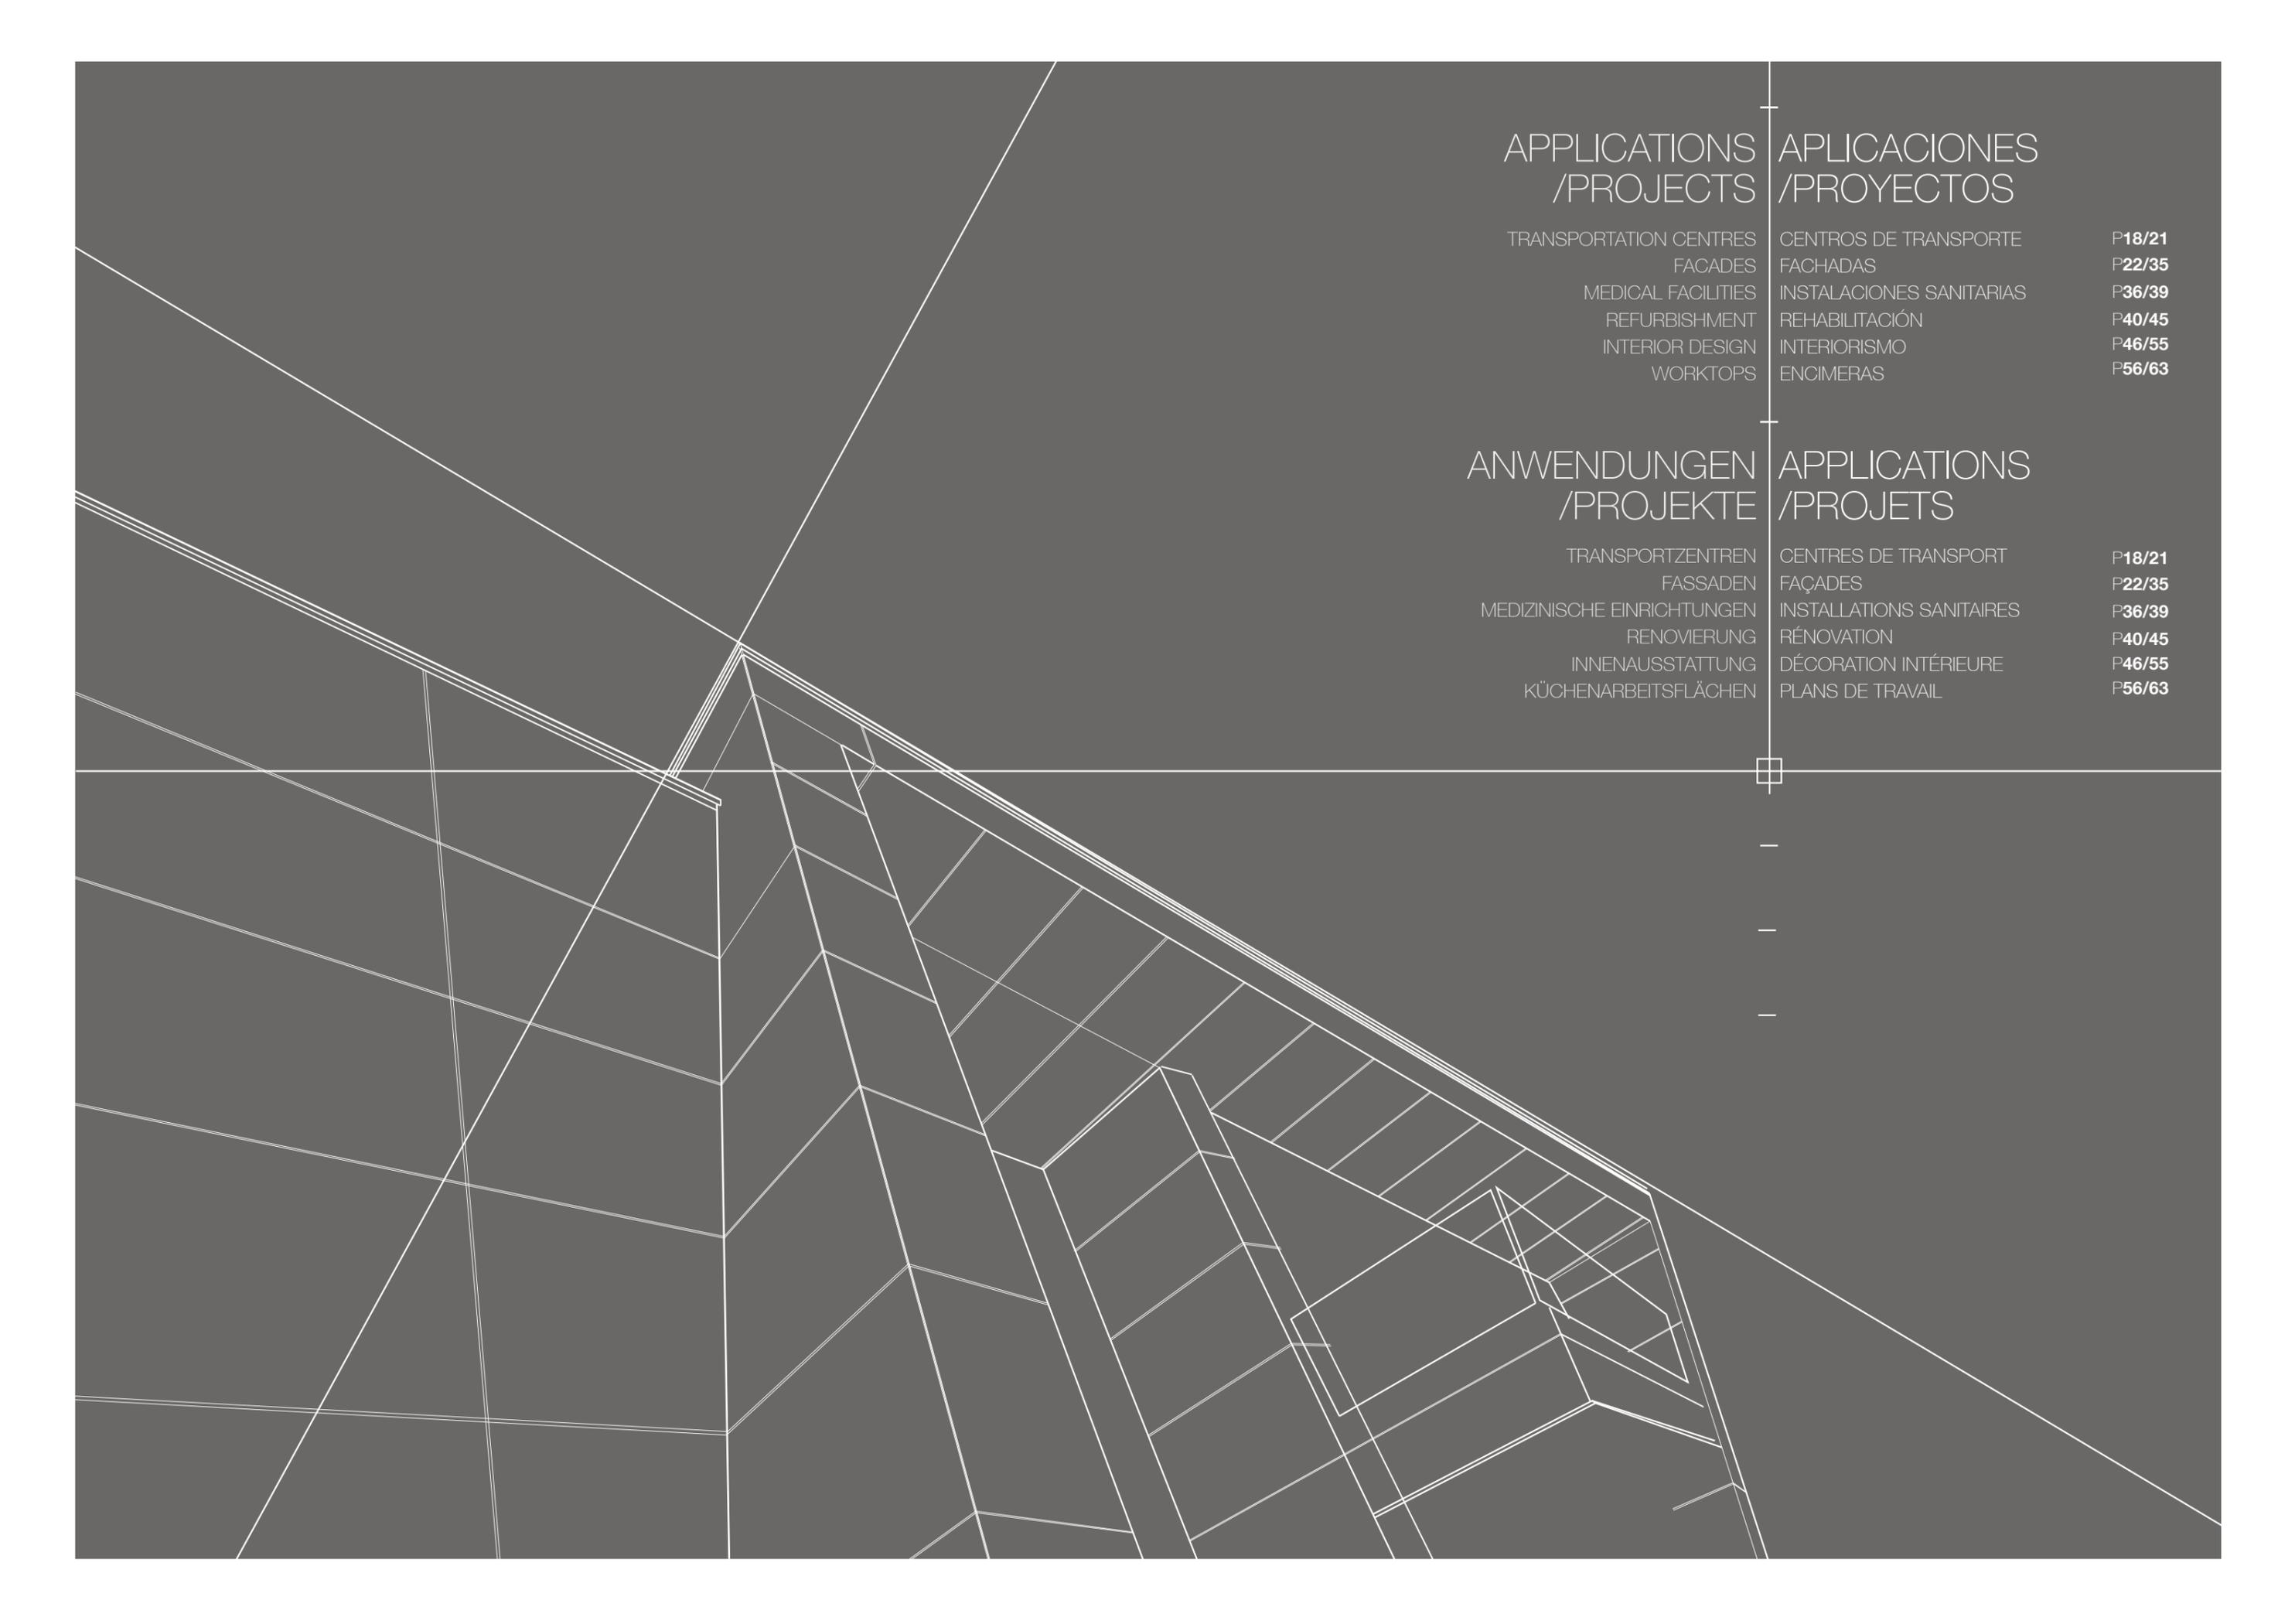 APPLICATIONS APLICACIONES
/PROJECTS /PROYECTOS
TRANSPORTATION CENTRES CENTROS DE TRANSPORTE P18/21
FACADES FACHADAS P22/35
MEDICAL FACILITIES INSTALACIONES SANITARIAS P36/39
REFURBISHMENT REHABILITACIÓN P40/45
INTERIOR DESIGN INTERIORISMO P46/55
WORKTOPS ENCIMERAS P56/63
ANWENDUNGEN APPLICATIONS
/PROJEKTE /PROJETS
TRANSPORTZENTREN CENTRES DE TRANSPORT P18/21
FASSADEN FAÇADES P22/35
MEDIZINISCHE EINRICHTUNGEN INSTALLATIONS SANITAIRES P36/39
RENOVIERUNG RÉNOVATION P40/45
INNENAUSSTATTUNG DÉCORATION INTÉRIEURE P46/55
KÜCHENARBEITSFLÄCHEN PLANS DE TRAVAIL P56/63